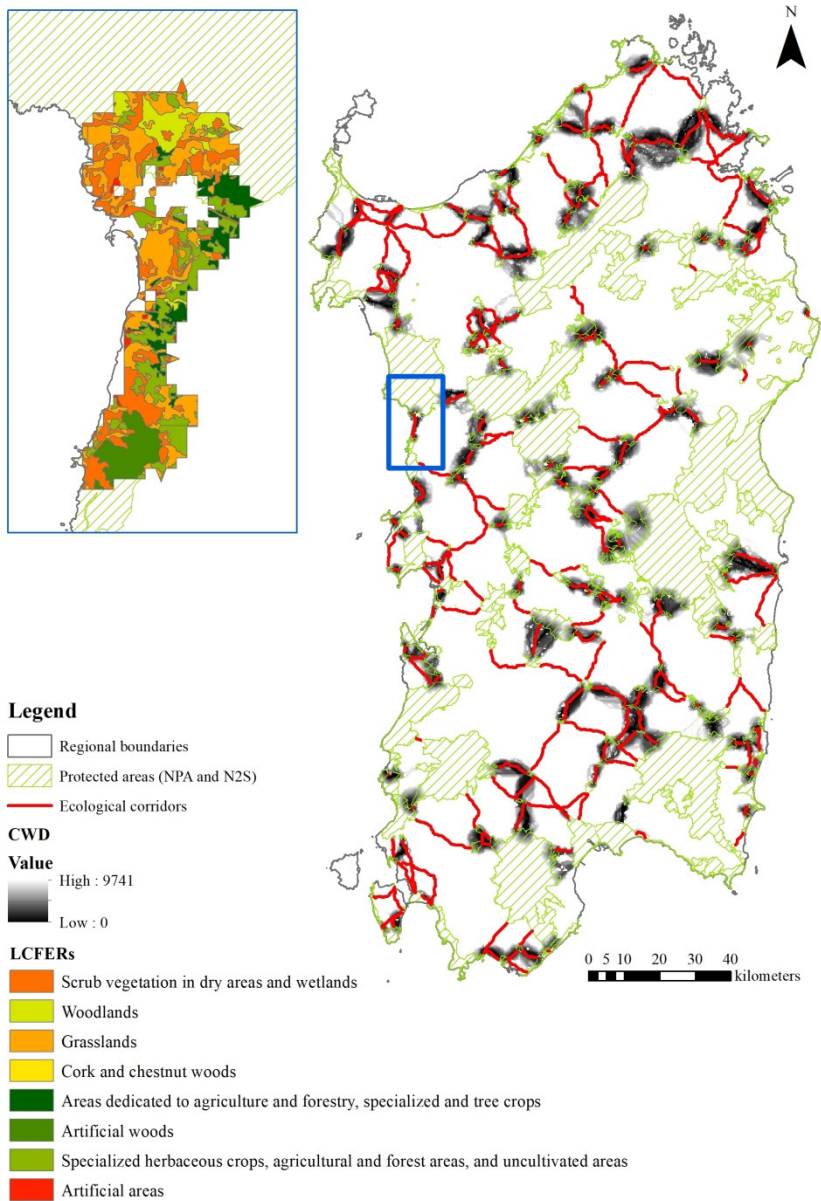 N
Legend
Regional boundaries
Protected areas (NPA and N2S)
Ecological corridors
CWD
Value
High : 9741
Low : 0
LCFERs
Scrub vegetation in dry areas and wetlands
Woodlands
Grasslands
Cork and chestnut woods
Areas dedicated to agriculture and forestry, specialized and tree crops
Artificial woods
Specialized herbaceous crops, agricultural and forest areas, and uncultivated areas
Artificial areas
0 5 10 20 30 40
kilometers